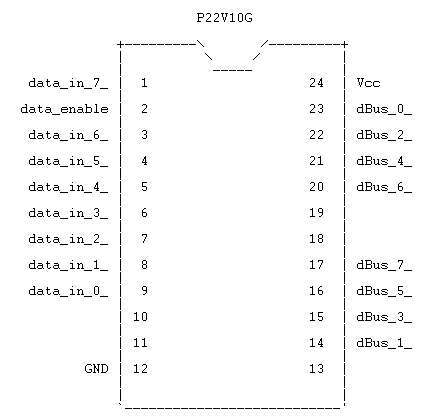 P22V10G
data_in_7_ 1 24 Vcc
data_enable 2 23 dBus_0_
data_in_6_ 3 22 dBus_2_
data_in_5_ 4 21 dBus_4_
data_in_4_ 5 20 dBus_6_
data_in_3_ 6 19
data_in_2_ 7 18
data_in_1_ 8 17 dBus_7_
data_in_0_ 9 16 dBus_5_
10 15 dBus_3_
11 14 dBus_1_
GND 12 13